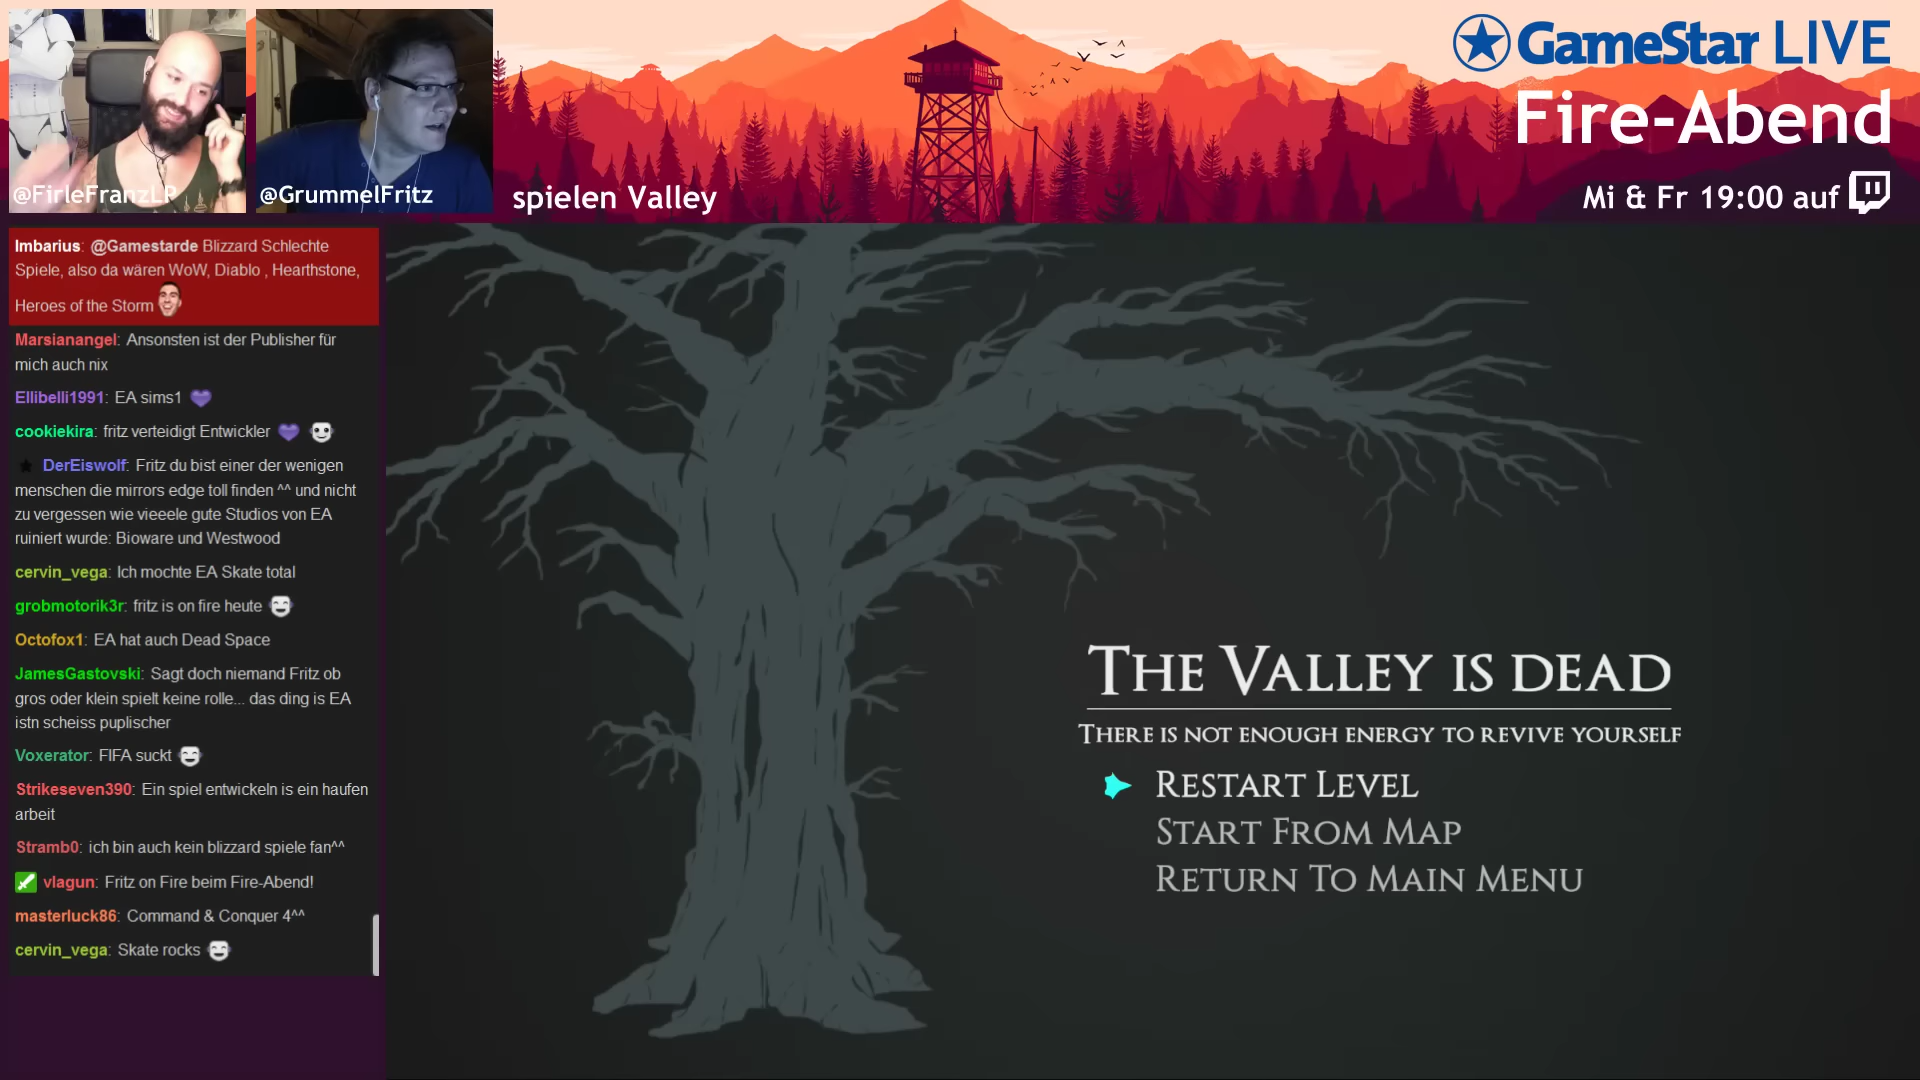 @FirleFranzLP
@GrummelFritz
spielen Valley
GameStar LIVE
Fire-Abend
Mi & Fr 19:00 auf
Imbarius: @Gamestarde Blizzard Schlechte
Spiele, also da wären WoW, Diablo , Hearthstone,
Heroes of the Storm
Marsianangel: Ansonsten ist der Publisher für
mich auch nix
Ellibelli1991: EA sims1
cookiekira: fritz verteidigt Entwickler
DerEiswolf: Fritz du bist einer der wenigen
menschen die mirrors edge toll finden ^^ und nicht
zu vergessen wie vieeele gute Studios von EA
ruiniert wurde: Bioware und Westwood
cervin_vega: Ich mochte EA Skate total
grobmotorik3r: fritz is on fire heute
Octofox1: EA hat auch Dead Space
JamesGastovski: Sagt doch niemand Fritz ob
gros oder klein spielt keine rolle... das ding is EA
istn scheiss puplischer
Voxerator: FIFA suckt
Strikeseven390: Ein spiel entwickeln is ein haufen
arbeit
Stramb0: ich bin auch kein blizzard spiele fan^^
vlagun: Fritz on Fire beim Fire-Abend!
masterluck86: Command & Conquer 4^^
cervin_vega: Skate rocks
The Valley is dead
There is not enough energy to revive yourself
Restart Level
Start From Map
Return To Main Menu